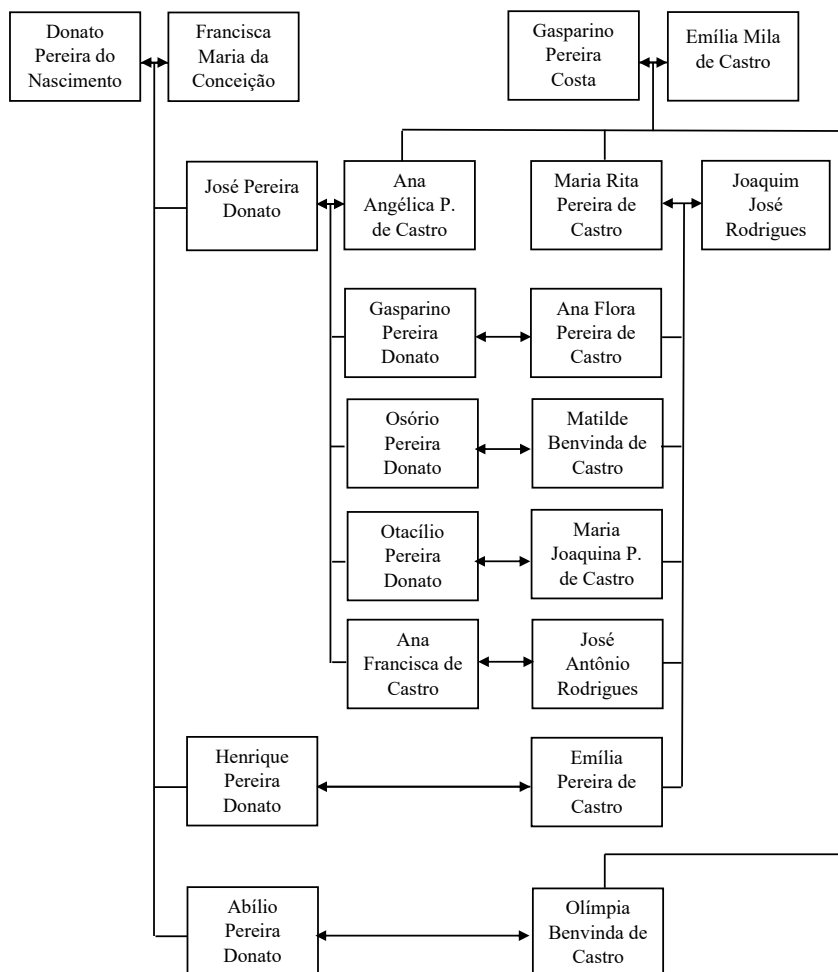 Donato
Pereira do
Nascimento
Francisca
Maria da
Conceição
Gasparino
Pereira
Costa
Emília Mila
de Castro
José Pereira
Donato
Ana
Angélica P.
de Castro
Maria Rita
Pereira de
Castro
Joaquim
José
Rodrigues
Gasparino
Pereira
Donato
Ana Flora
Pereira de
Castro
Osório
Pereira
Donato
Matilde
Benvinda de
Castro
Otacílio
Pereira
Donato
Maria
Joaquina P.
de Castro
Ana
Francisca de
Castro
José
Antônio
Rodrigues
Henrique
Pereira
Donato
Emília
Pereira de
Castro
Abílio
Pereira
Donato
Olímpia
Benvinda de
Castro